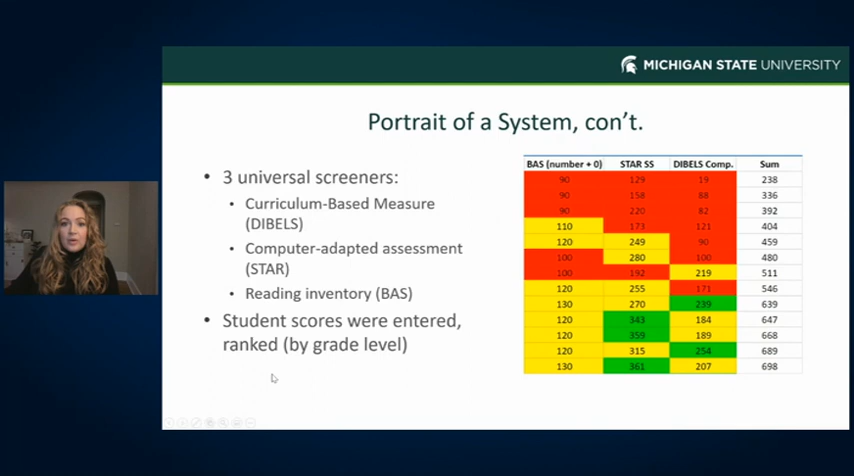 MICHIGAN STATE UNIVERSITY
Portrait of a System, con't.
• 3 universal screeners:
• Curriculum-Based Measure
(DIBELS)
• Computer-adapted assessment
(STAR)
• Reading inventory (BAS)
• Student scores were entered,
ranked (by grade level)
BAS (number + 0) STAR SS DIBELS Comp. Sum
90 129 19 238
90 158 88 336
90 220 82 392
110 173 121 404
120 249 90 459
100 280 100 480
100 192 219 511
120 255 171 546
130 270 239 639
120 343 184 647
120 359 189 668
120 315 254 689
130 361 207 698